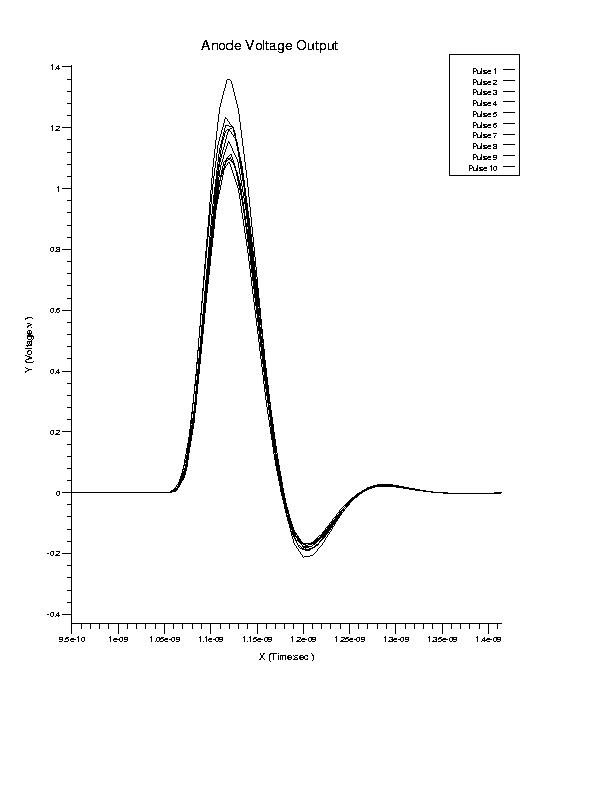 Anode Voltage Output
Pulse 1
Pulse 2
Pulse 3
Pulse 4
Pulse 5
Pulse 6
Pulse 7
Pulse 8
Pulse 9
Pulse 10
1.4
1.2
1
0.8
0.6
0.4
0.2
0
-0.2
-0.4
Y (Voltage:v)
9.5e-10 1e-09 1.05e-09 1.1e-09 1.15e-09 1.2e-09 1.25e-09 1.3e-09 1.35e-09 1.4e-09
X (Time:sec)